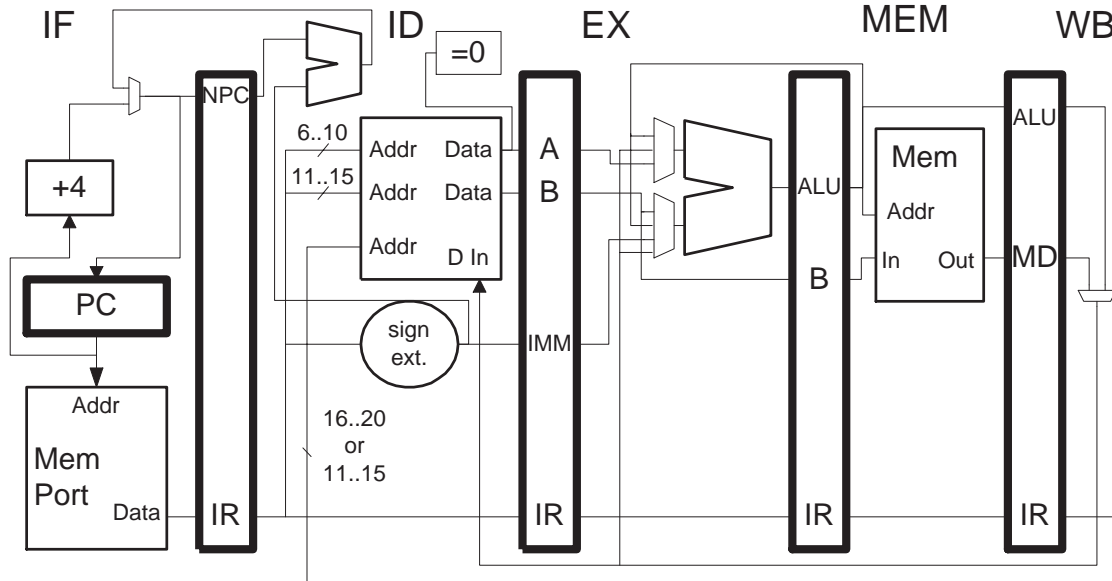 IF
ID
EX
MEM
WB
=0
NPC
+4
PC
Addr
Mem
Port
Data
IR
6..10
11..15
Addr
Data
Addr
Data
Addr
D In
sign
ext.
16..20
or
11..15
A
B
IMM
IR
ALU
B
IR
Mem
Addr
In
Out
ALU
MD
IR